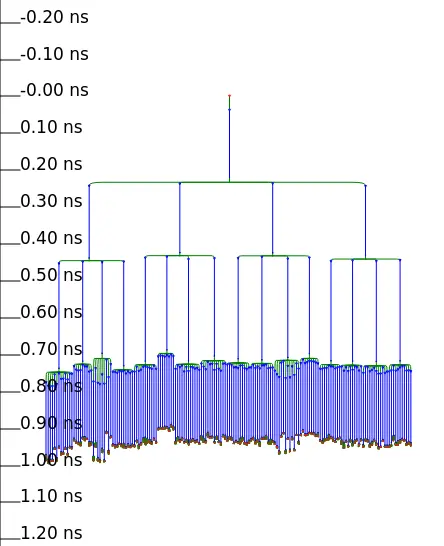 -0.20 ns
-0.10 ns
-0.00 ns
0.10 ns
0.20 ns
0.30 ns
0.40 ns
0.50 ns
0.60 ns
0.70 ns
0.80 ns
0.90 ns
1.00 ns
1.10 ns
1.20 ns